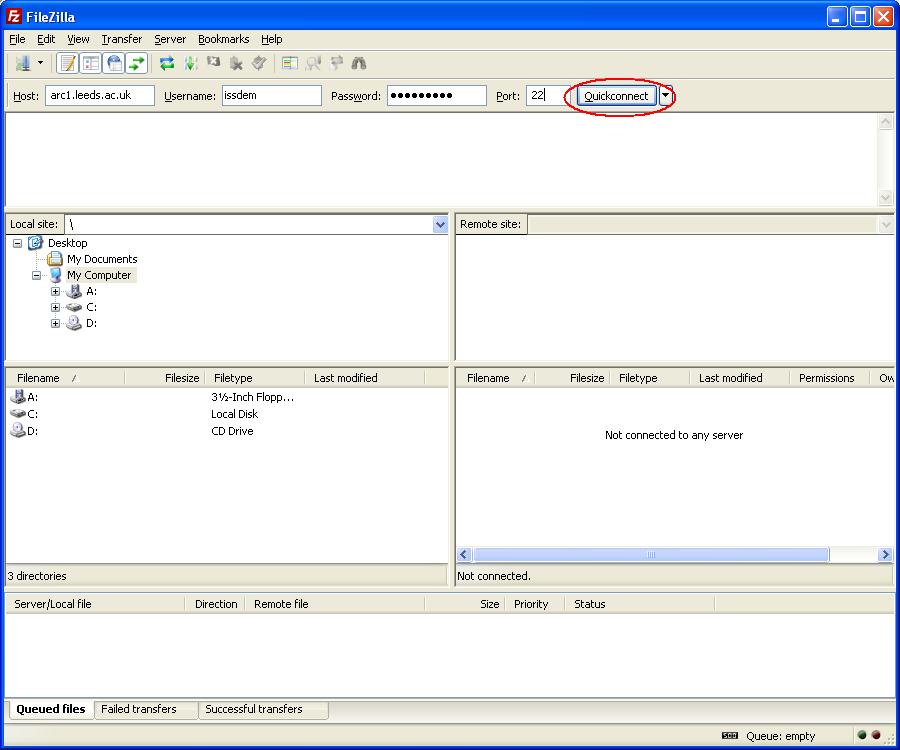 FileZilla
File Edit View Transfer Server Bookmarks Help
Host: arc1.leeds.ac.uk Username: issdem Password: ●●●●●●●●● Port: 22 Quickconnect
Local site: \ Remote site:
Desktop
My Documents
My Computer
A:
C:
D:
Filename Filesize Filetype Last modified
A: 3½-Inch Flopp...
C: Local Disk
D: CD Drive
3 directories
Filename Filesize Filetype Last modified Permissions Ow
Not connected to any server
Not connected.
Server/Local file Direction Remote file Size Priority Status
Queued files Failed transfers Successful transfers
Queue: empty